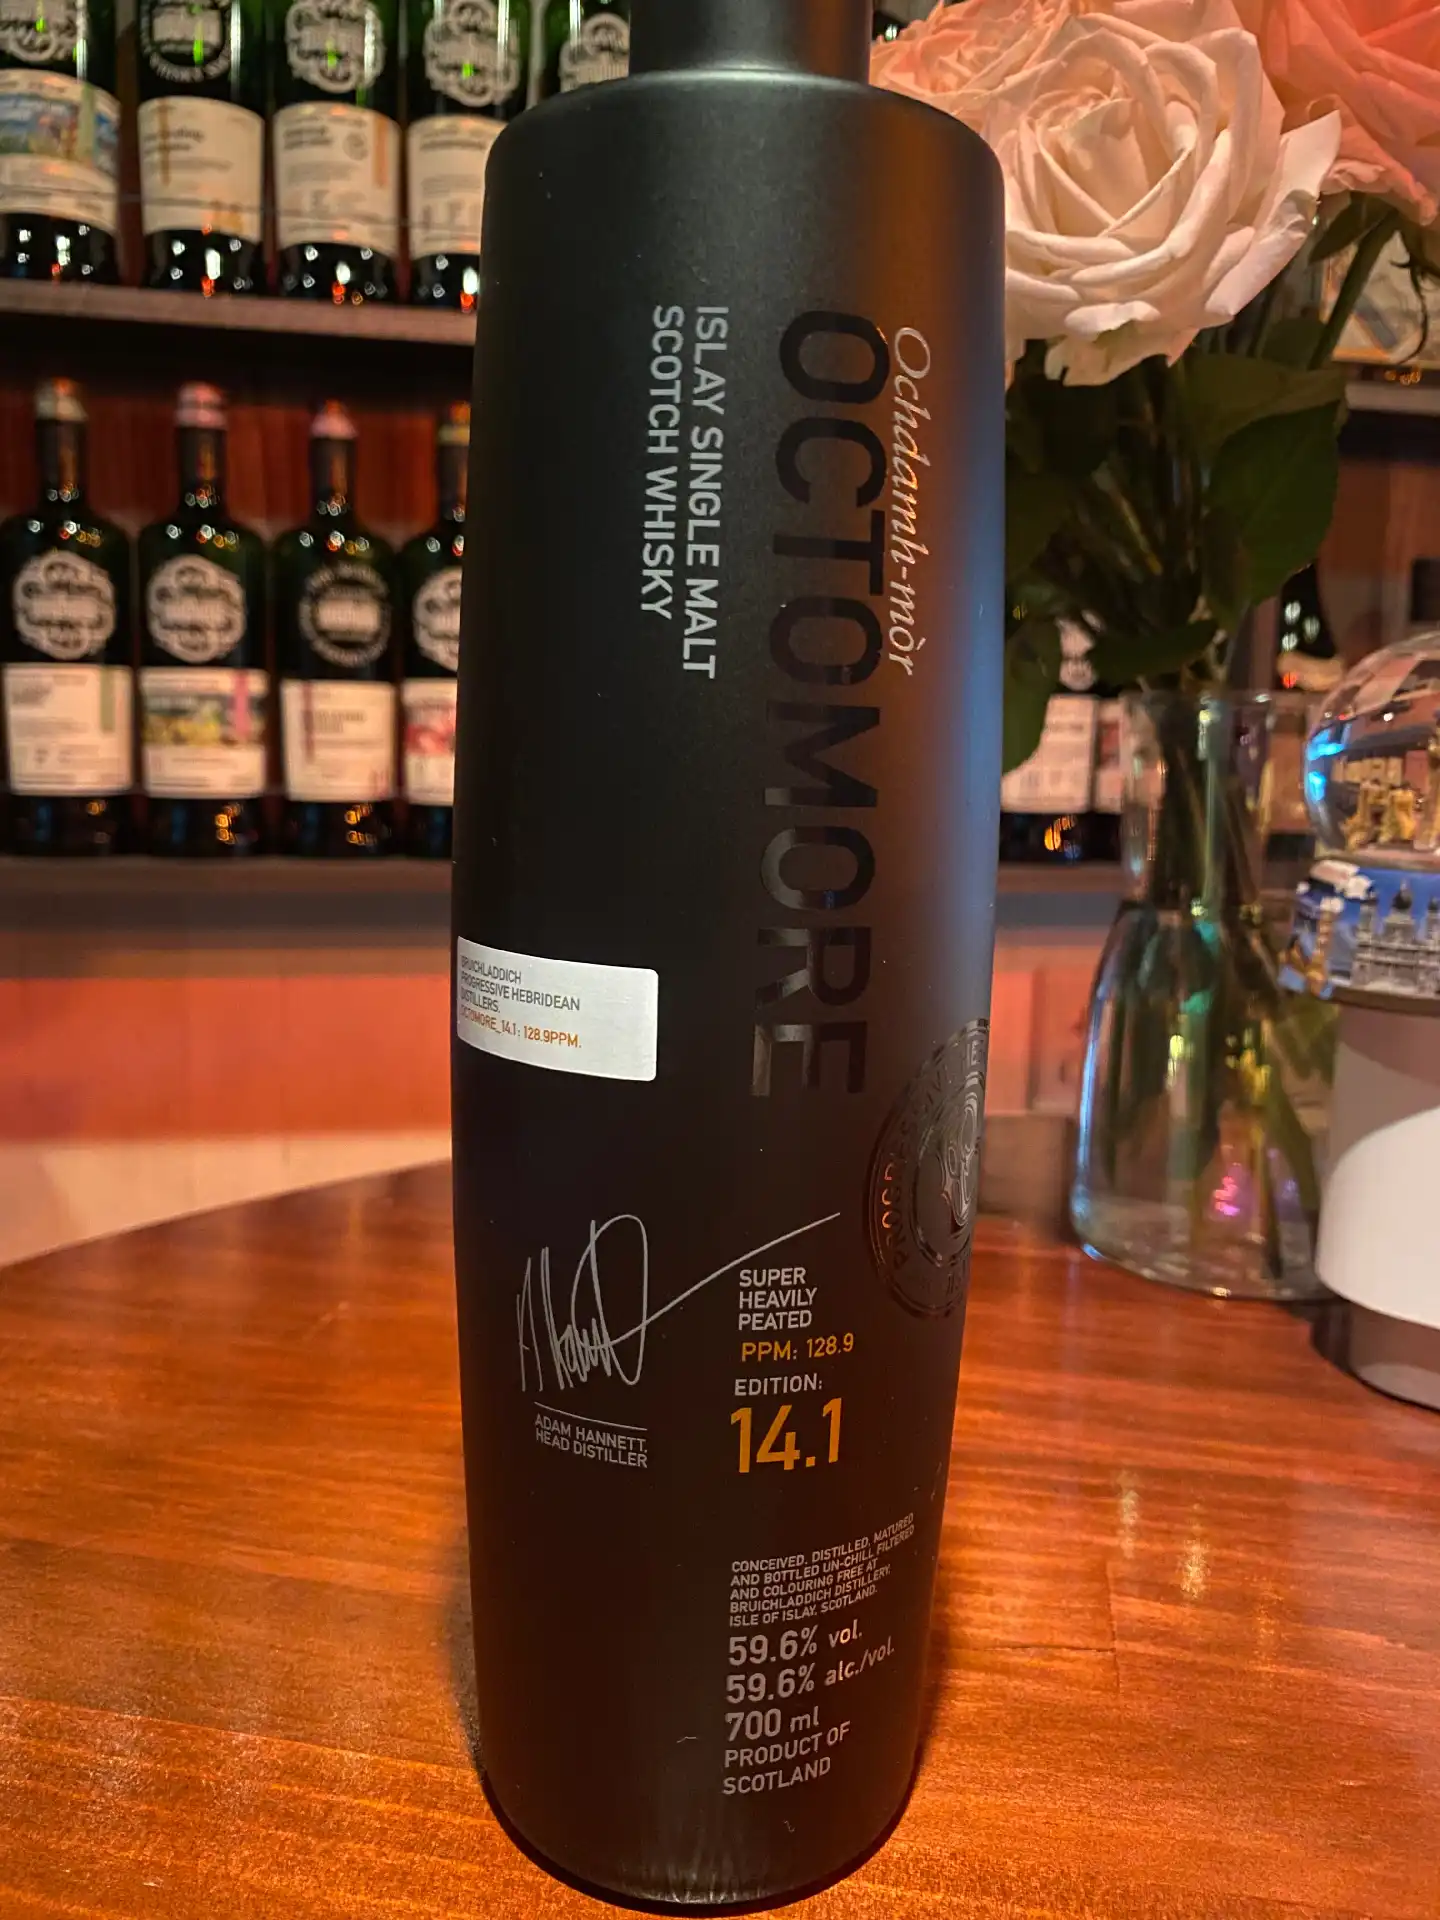 Ochdamh-mòr
OCTOMORE
ISLAY SINGLE MALT
SCOTCH WHISKY
BRUICHLADDICH
PROGRESSIVE HEBRIDEAN
DISTILLERS.
OCTOMORE_14.1: 128.9PPM.
ADAM HANNETT,
HEAD DISTILLER
SUPER
HEAVILY
PEATED
PPM: 128.9
EDITION:
14.1
CONCEIVED, DISTILLED, MATURED
AND BOTTLED UN-CHILL FILTERED
AND COLOURING FREE AT
BRUICHLADDICH DISTILLERY,
ISLE OF ISLAY, SCOTLAND.
59.6% vol.
59.6% alc./vol.
700 ml
PRODUCT OF
SCOTLAND